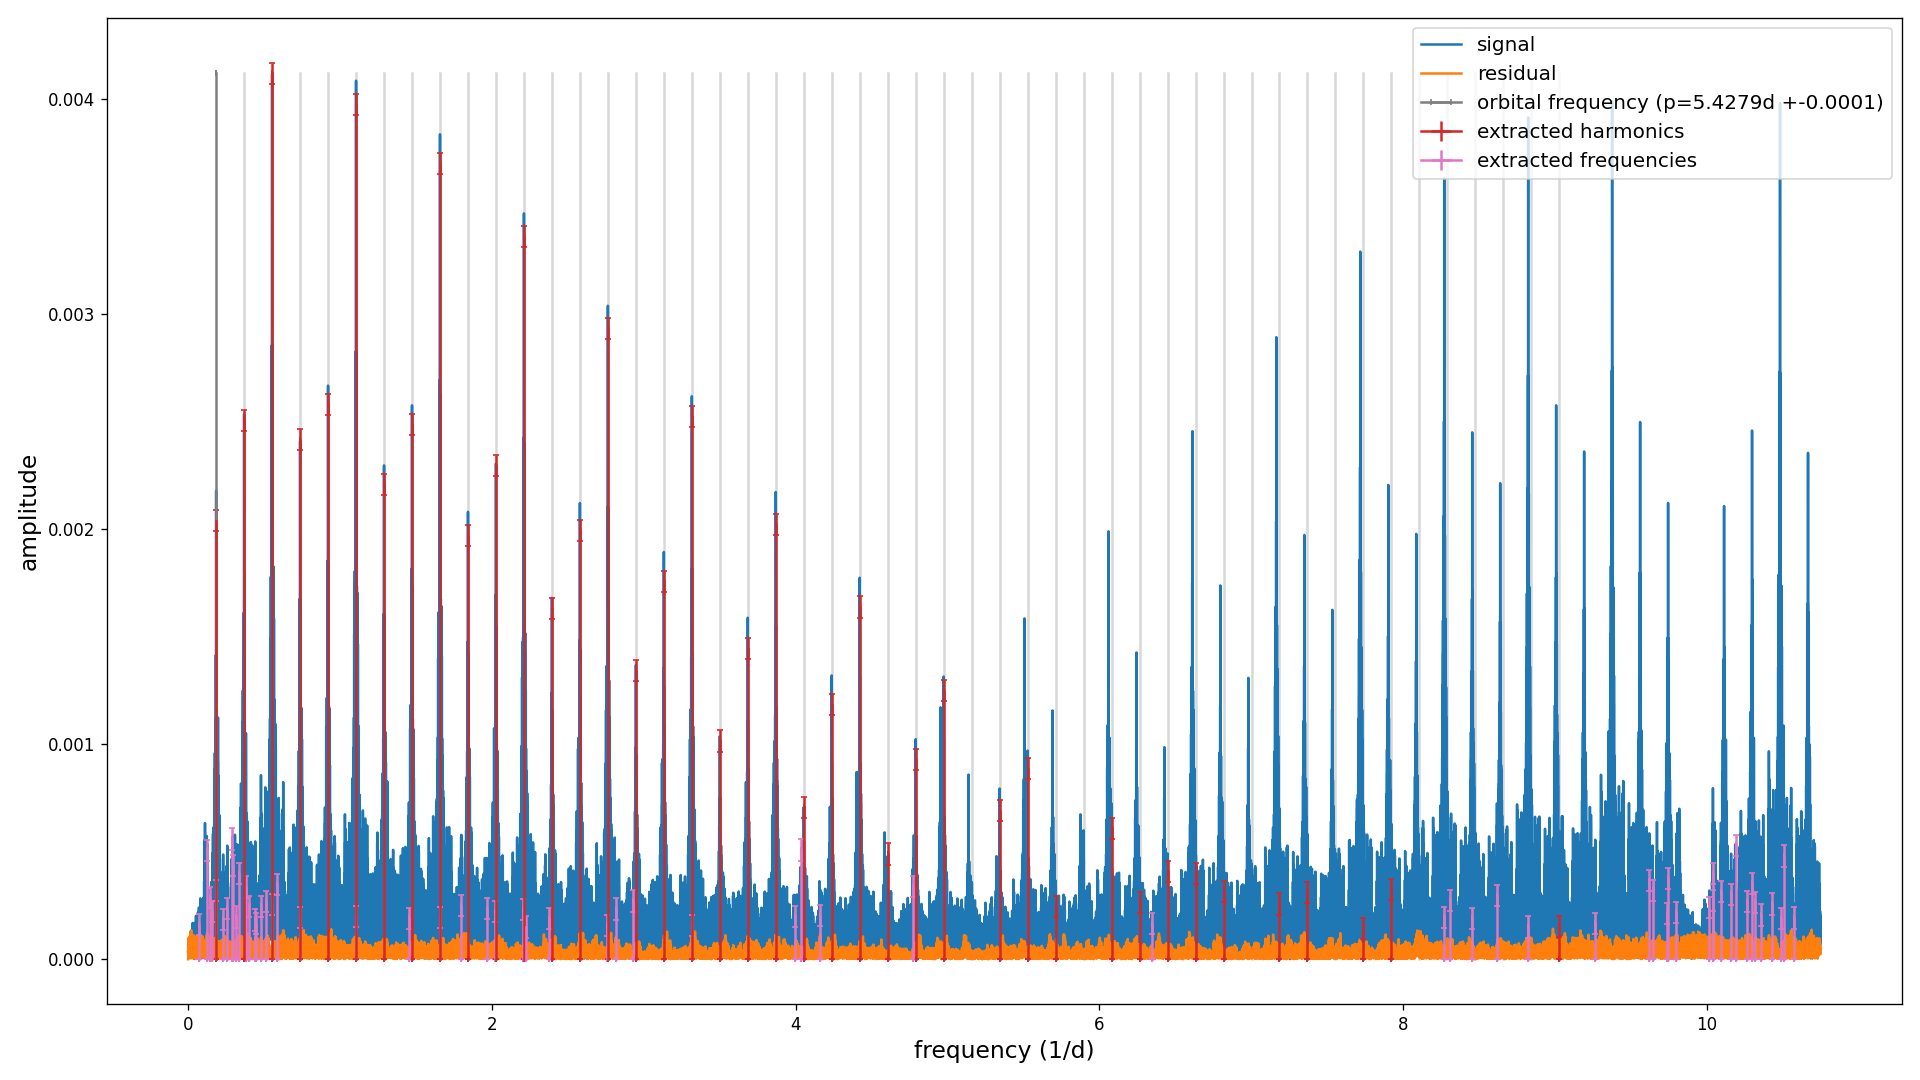 signal
residual
orbital frequency (p=5.4279d +-0.0001)
extracted harmonics
extracted frequencies
amplitude
0.004
0.003
0.002
0.001
0.000
0 2 4 6 8 10
frequency (1/d)